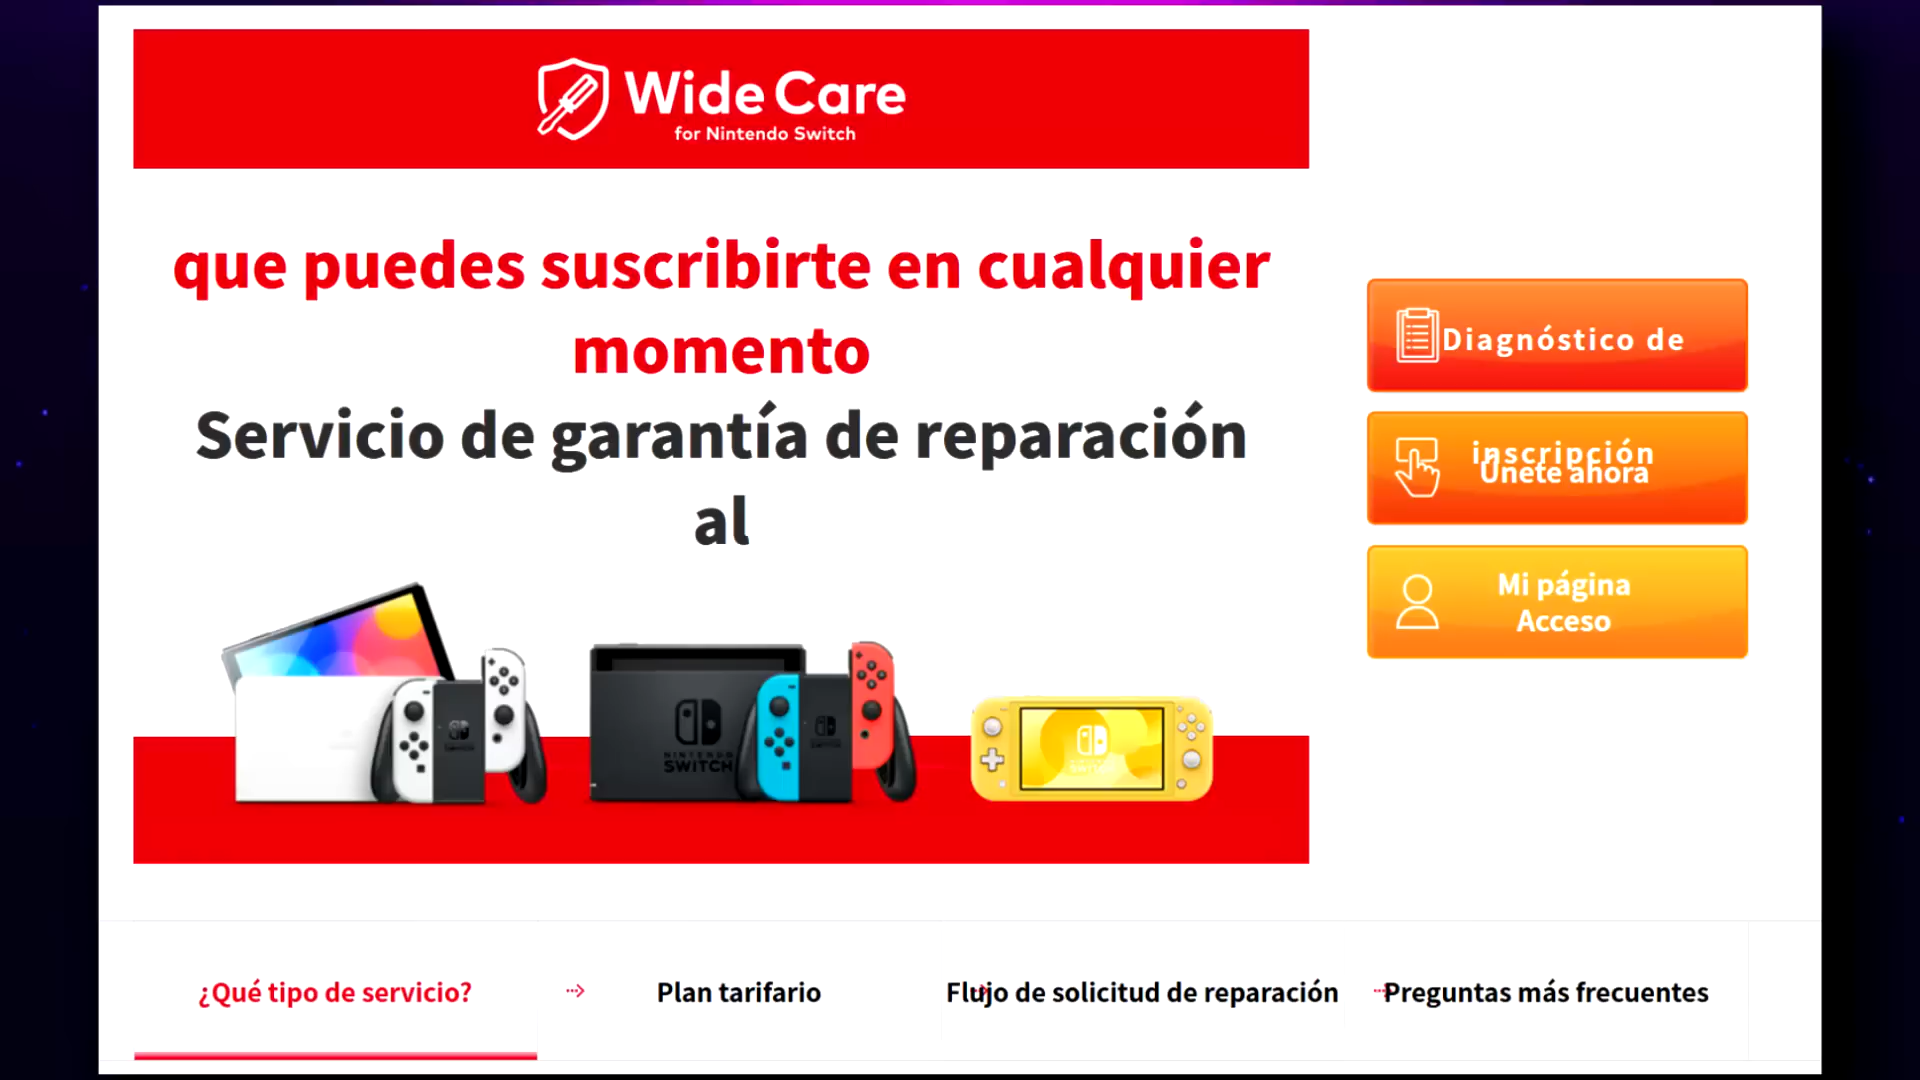 Wide Care
for Nintendo Switch
que puedes suscribirte en cualquier
momento
Servicio de garantía de reparación
al
Diagnóstico de
inscripción
Únete ahora
Mi página
Acceso
NINTENDO
SWITCH
¿Qué tipo de servicio?
Plan tarifario
Flujo de solicitud de reparación
Preguntas más frecuentes